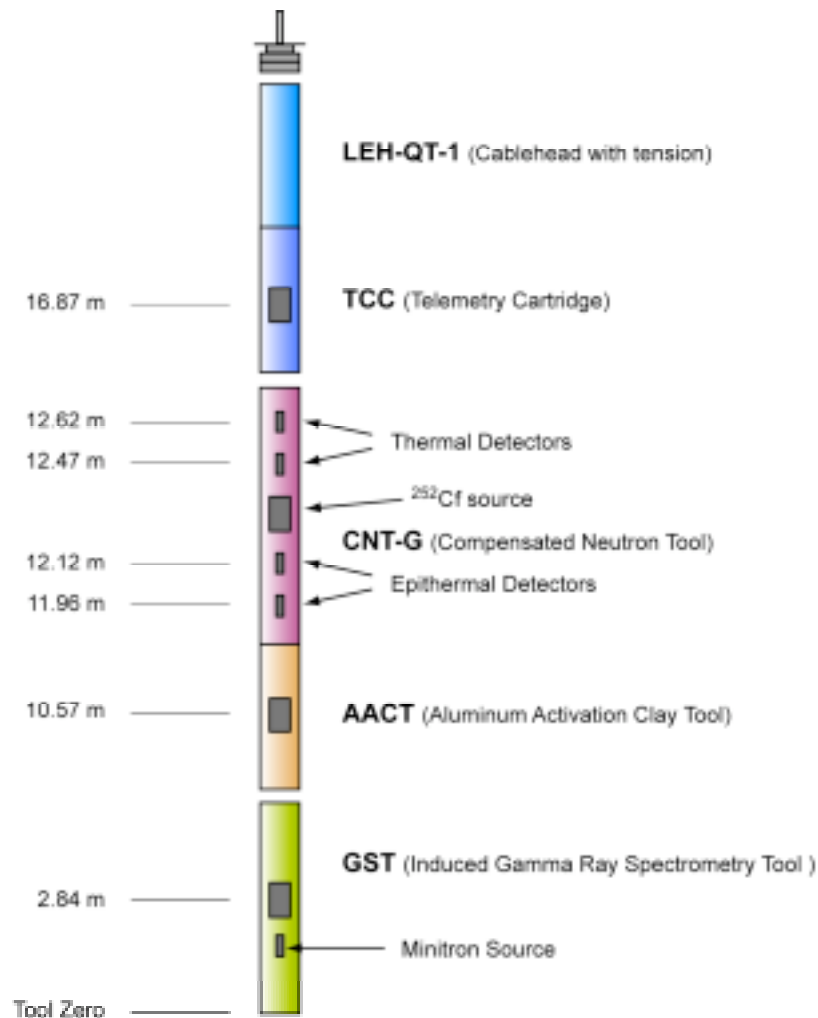 LEH-QT-1 (Cablehead with tension)
16.87 m
TCC (Telemetry Cartridge)
12.62 m
Thermal Detectors
12.47 m
252Cf source
CNT-G (Compensated Neutron Tool)
12.12 m
Epithermal Detectors
11.96 m
10.57 m
AACT (Aluminum Activation Clay Tool)
GST (Induced Gamma Ray Spectrometry Tool )
2.84 m
Minitron Source
Tool Zero